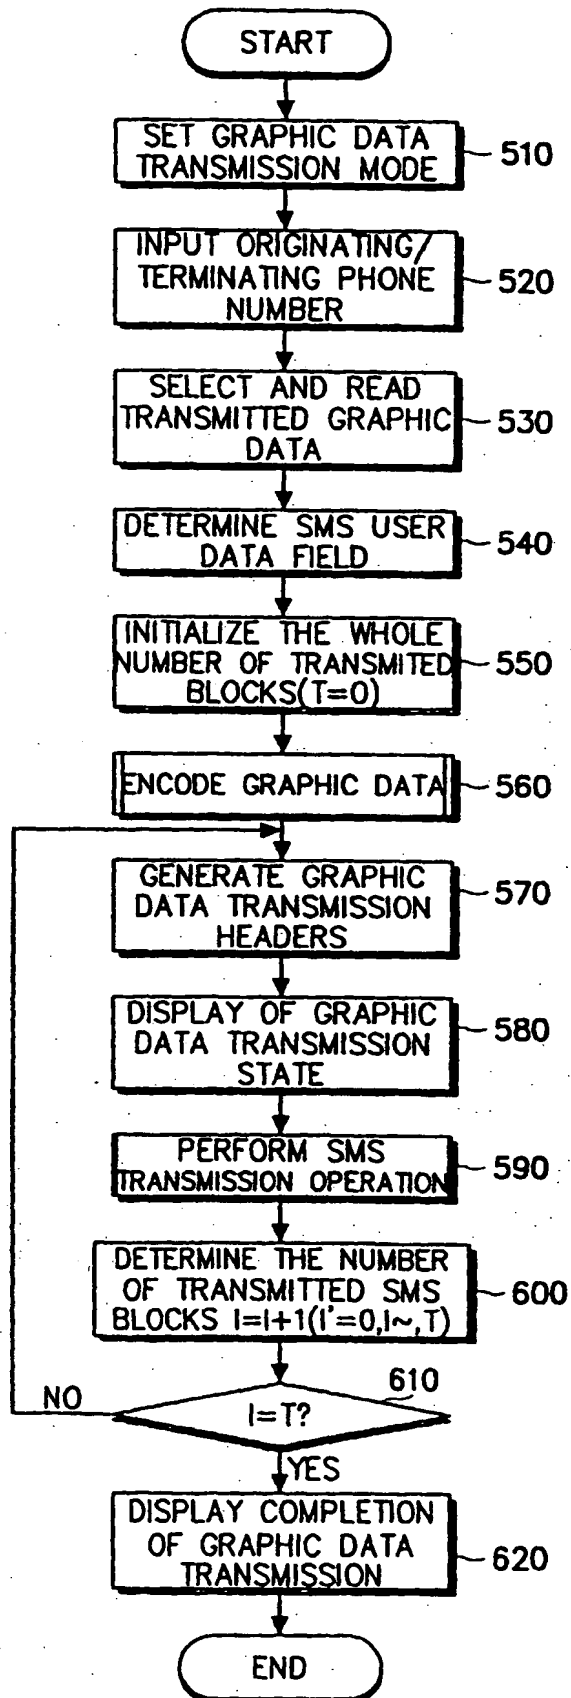 START
SET GRAPHIC DATA
TRANSMISSION MODE
510
INPUT ORIGINATING/
TERMINATING PHONE
NUMBER
520
SELECT AND READ
TRANSMITTED GRAPHIC
DATA
530
DETERMINE SMS USER
DATA FIELD
540
INITIALIZE THE WHOLE
NUMBER OF TRANSMITED
BLOCKS(T=0)
550
ENCODE GRAPHIC DATA
560
GENERATE GRAPHIC
DATA TRANSMISSION
HEADERS
570
DISPLAY OF GRAPHIC
DATA TRANSMISSION
STATE
580
PERFORM SMS
TRANSMISSION OPERATION
590
DETERMINE THE NUMBER
OF TRANSMITTED SMS
BLOCKS I=I+1(I'=0,I~,T)
600
610
I=T?
NO
YES
DISPLAY COMPLETION
OF GRAPHIC DATA
TRANSMISSION
620
END